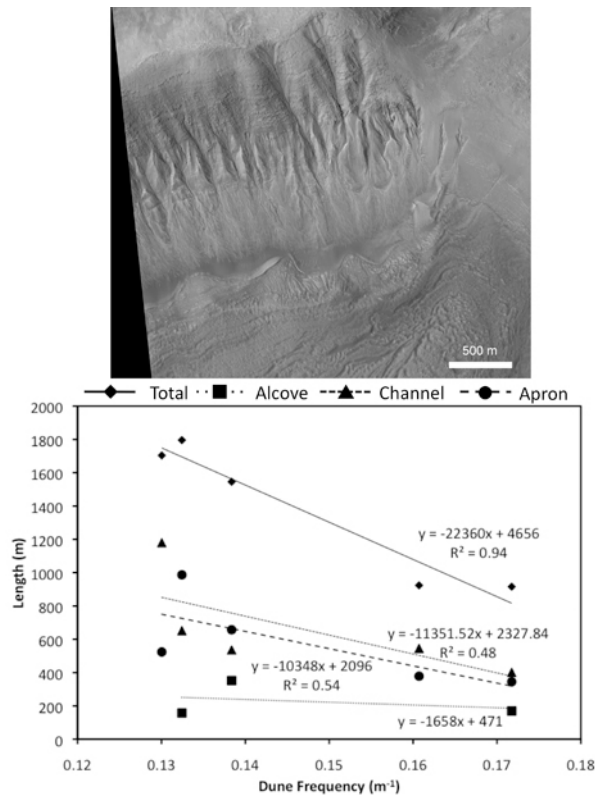 500 m
Total Alcove Channel Apron
2000
1800
1600
1400
1200
1000
800
600
400
200
0
Length (m)
y = -22360x + 4656
R² = 0.94
y = -11351.52x + 2327.84
R² = 0.48
y = -10348x + 2096
R² = 0.54
y = -1658x + 471
0.12 0.13 0.14 0.15 0.16 0.17 0.18
Dune Frequency (m⁻¹)